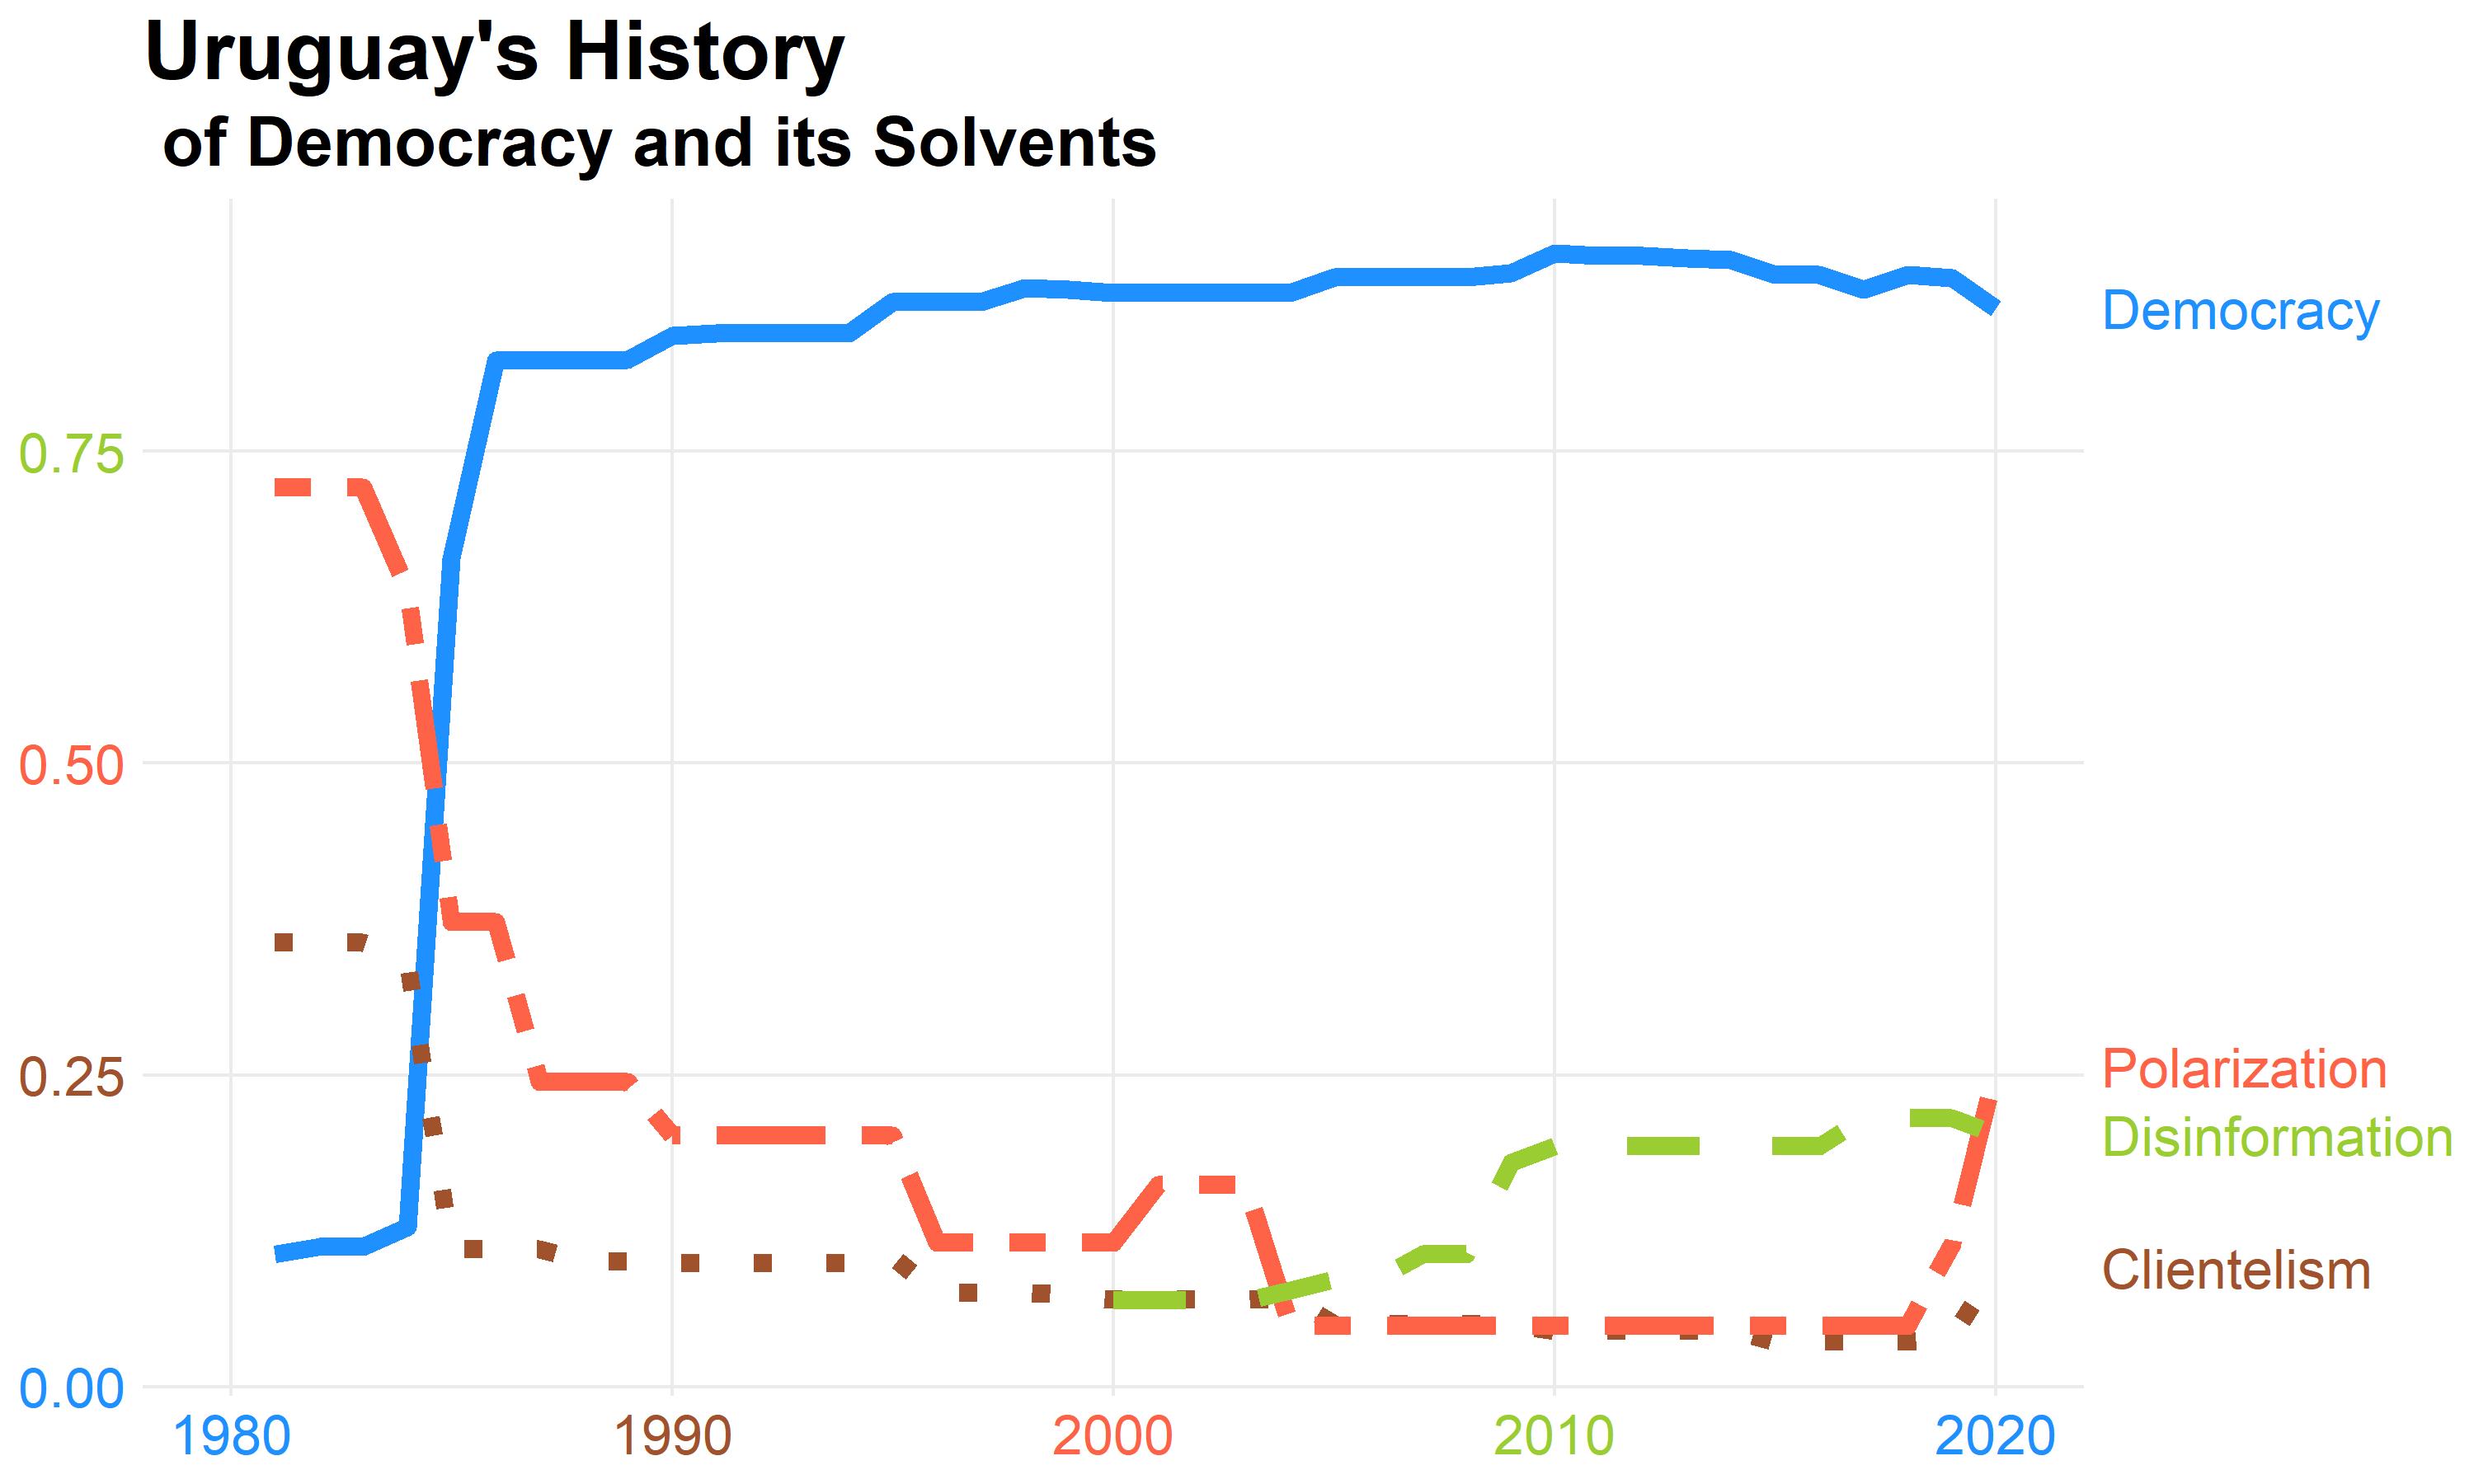 Uruguay's History
of Democracy and its Solvents
Democracy
0.75
0.50
0.25
Polarization
Disinformation
Clientelism
0.00
1980 1990 2000 2010 2020